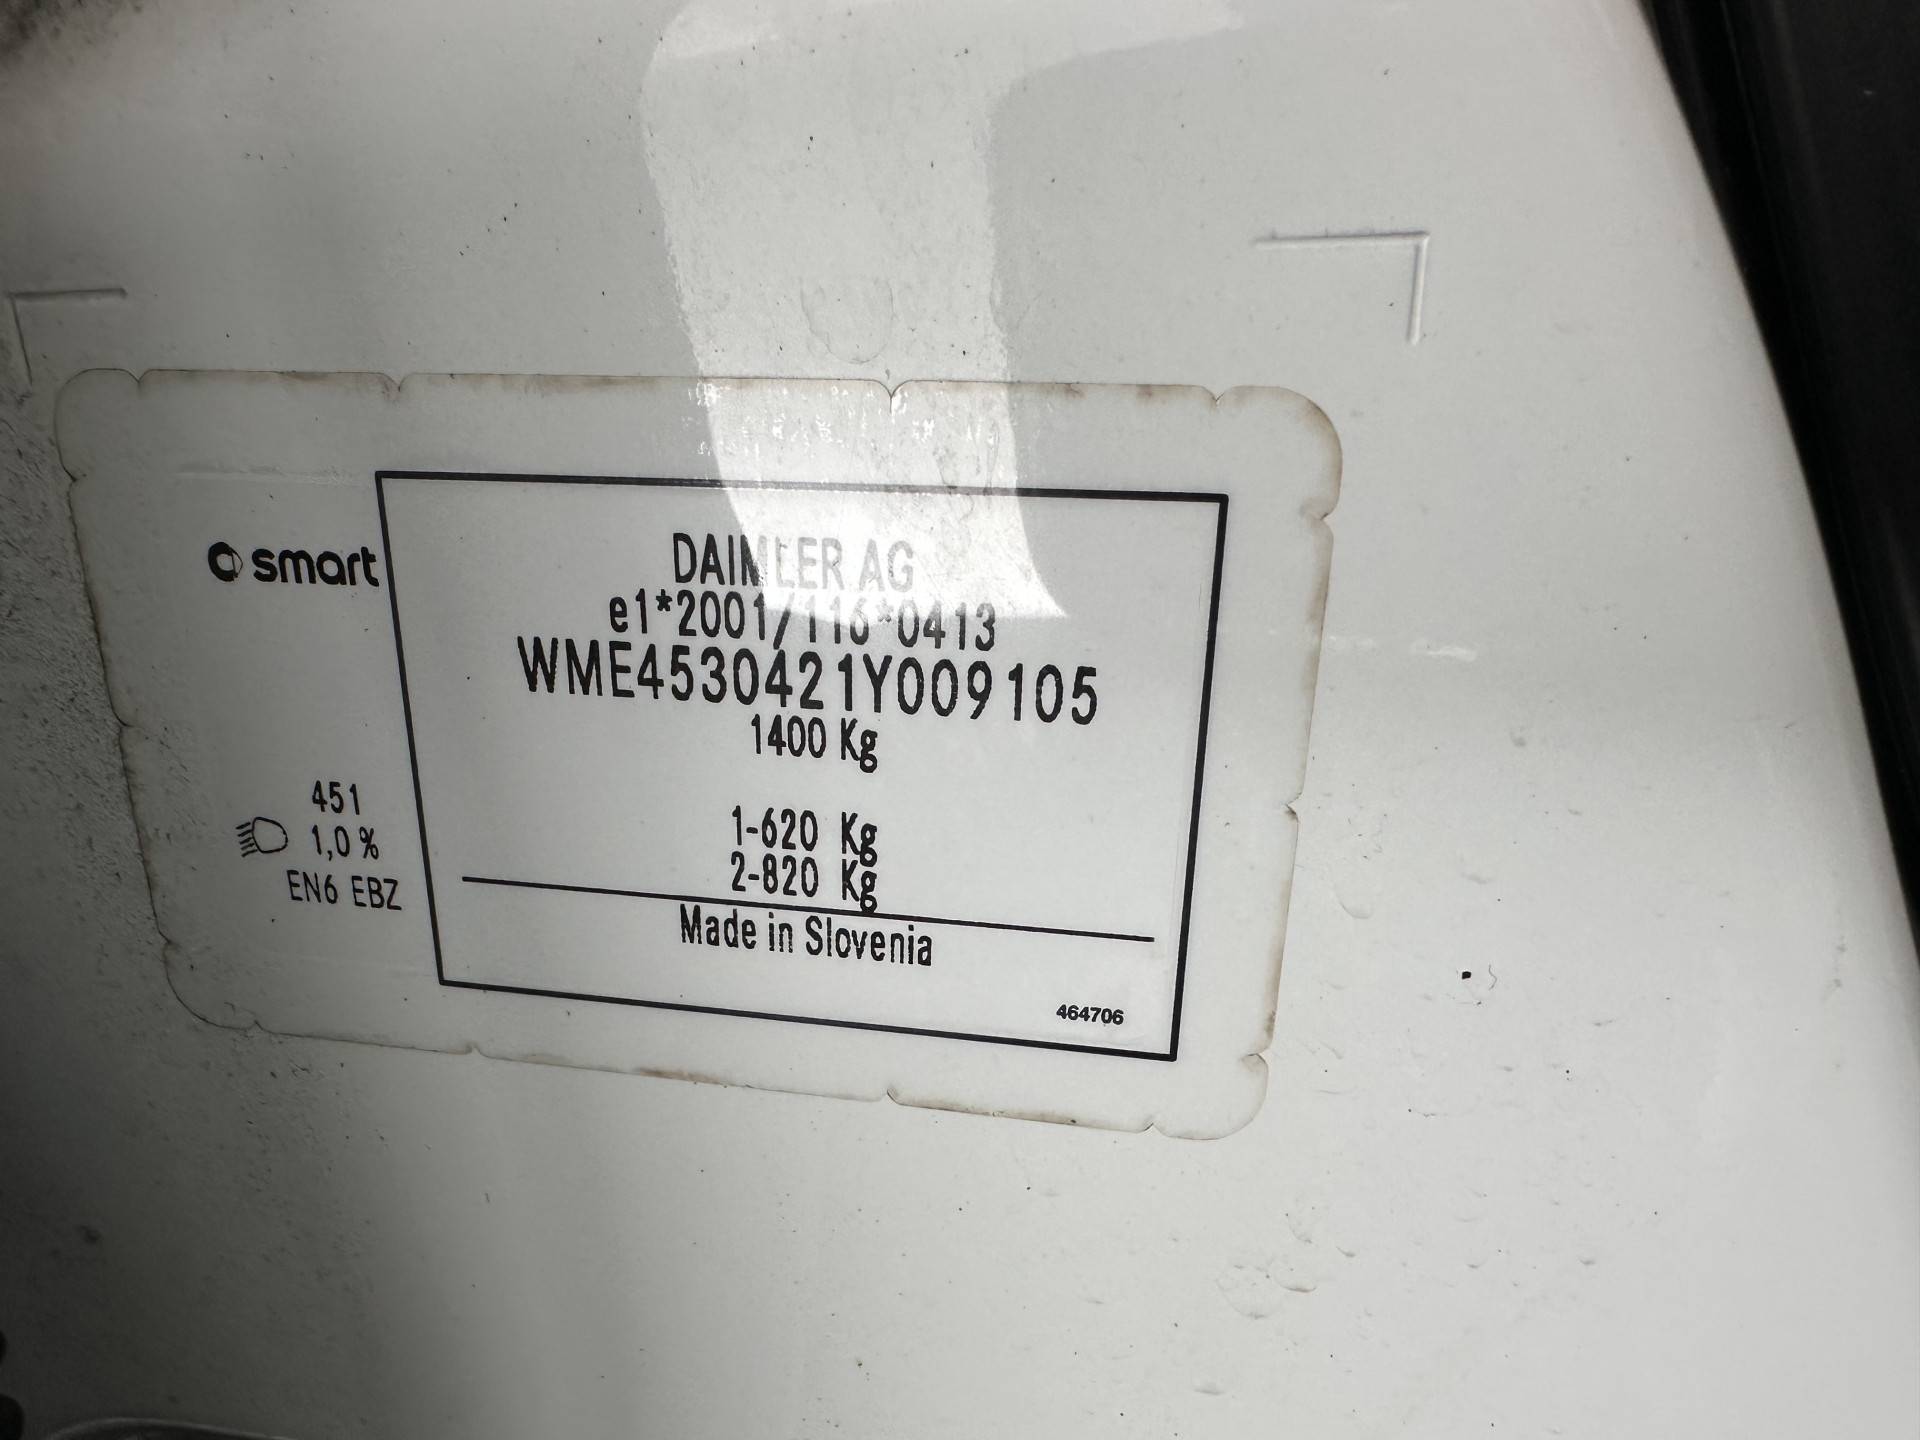 DAIMLER AG
e1*2001/116*0413
WME4530421Y009105
1400 Kg
1-620 Kg
2-820 Kg
Made in Slovenia
464706
smart
451
1,0 %
EN6 EBZ